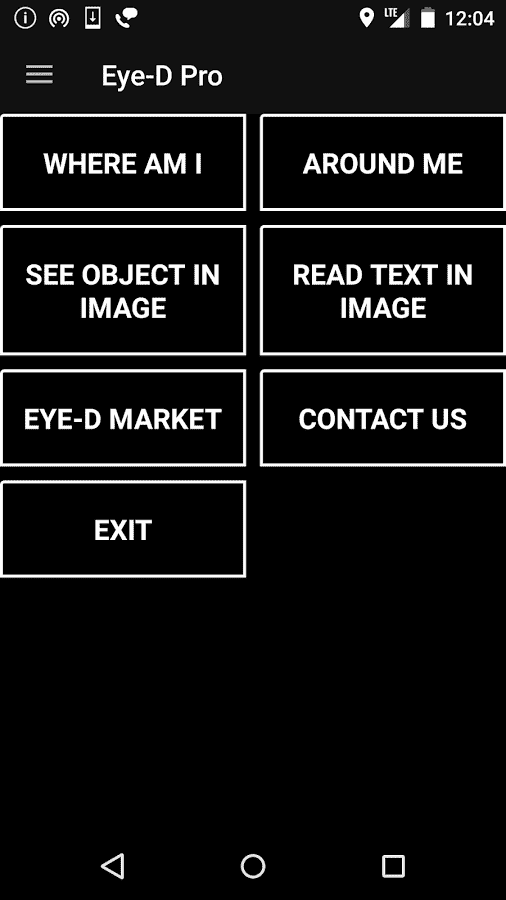 LTE 12:04
Eye-D Pro
WHERE AM I
AROUND ME
SEE OBJECT IN
IMAGE
READ TEXT IN
IMAGE
EYE-D MARKET
CONTACT US
EXIT